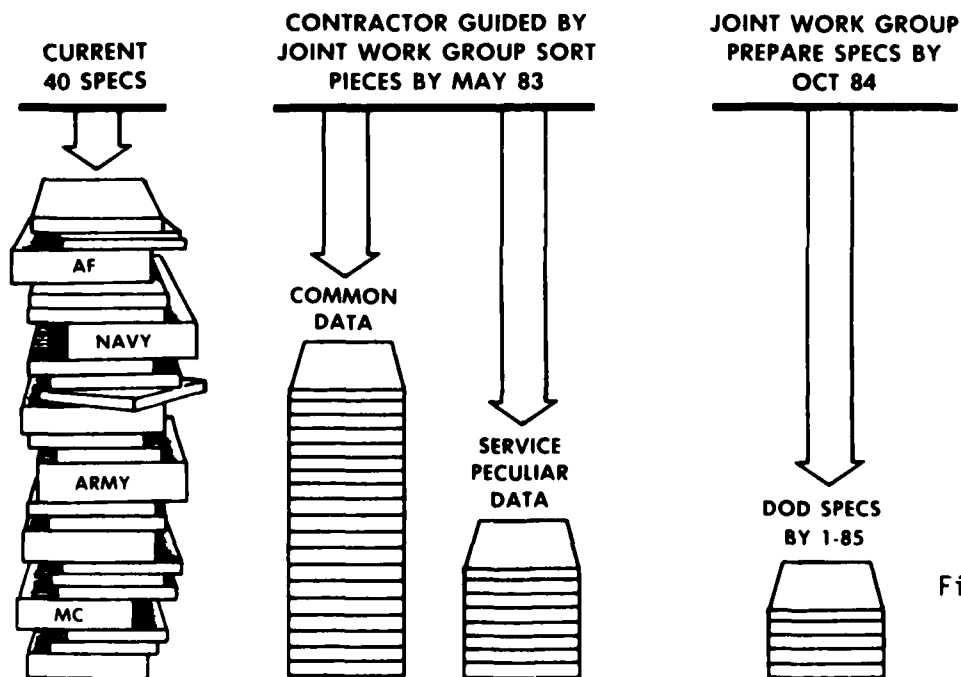 CURRENT
40 SPECS
CONTRACTOR GUIDED BY
JOINT WORK GROUP SORT
PIECES BY MAY 83
JOINT WORK GROUP
PREPARE SPECS BY
OCT 84
AF
NAVY
ARMY
MC
COMMON
DATA
SERVICE
PECULIAR
DATA
DOD SPECS
BY 1-85
Fi